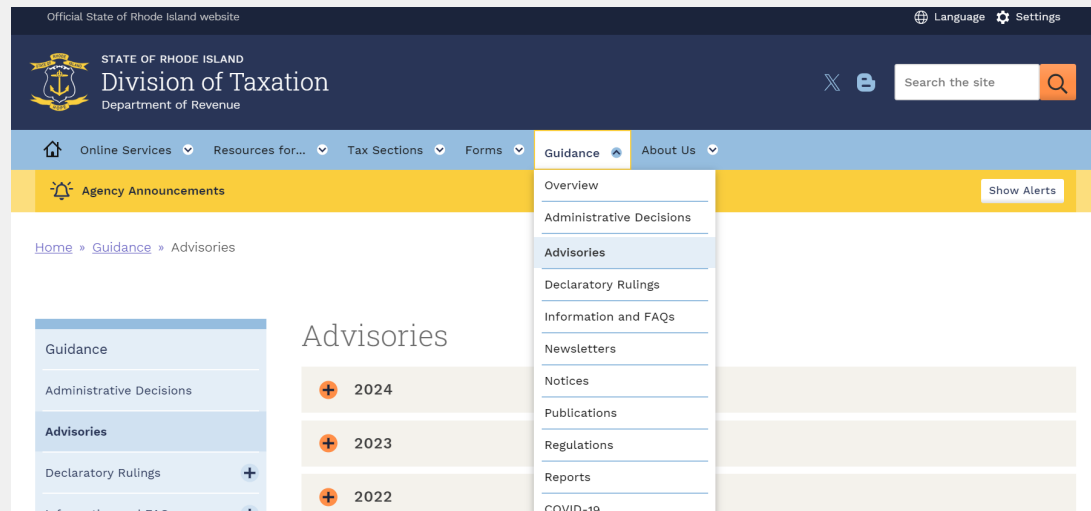 Official State of Rhode Island website
Language Settings
STATE OF RHODE ISLAND
Division of Taxation
Department of Revenue
Search the site
Online Services Resources for... Tax Sections Forms Guidance About Us
Agency Announcements
Show Alerts
Overview
Administrative Decisions
Advisories
Declaratory Rulings
Information and FAQs
Newsletters
Notices
Publications
Regulations
Reports
COVID-19
Home » Guidance » Advisories
Guidance
Administrative Decisions
Advisories
Declaratory Rulings
Advisories
2024
2023
2022